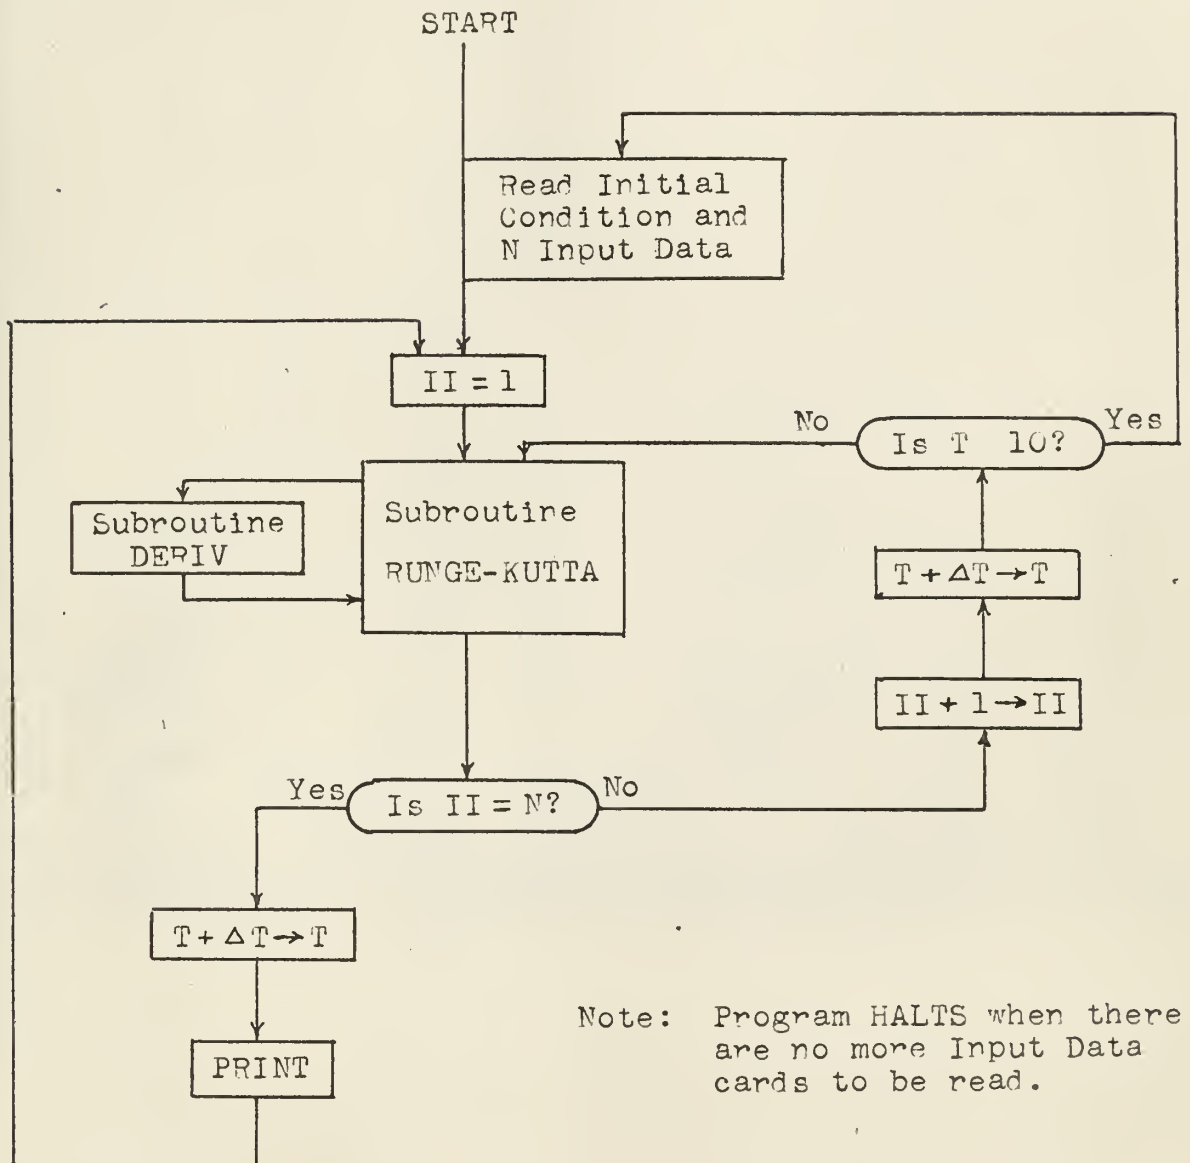 START
Read Initial
Condition and
N Input Data
II = 1
No
Is T 10?
Yes
Subroutine
DERIV
Subroutine
RUNGE-KUTTA
T + ΔT → T
II + 1 → II
Yes
Is II = N?
No
T + ΔT → T
PRINT
Note: Program HALTS when there
are no more Input Data
cards to be read.